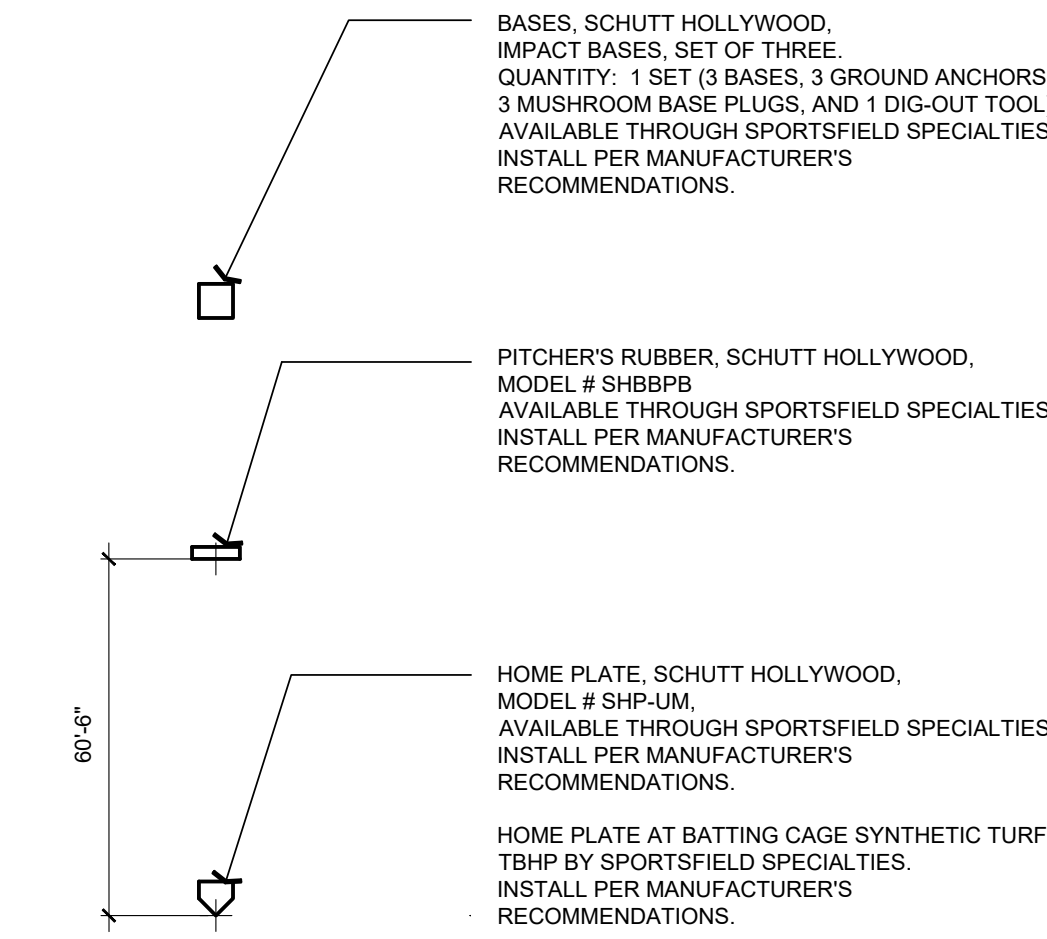 BASES, SCHUTT HOLLYWOOD,
IMPACT BASES, SET OF THREE.
QUANTITY: 1 SET (3 BASES, 3 GROUND ANCHORS
3 MUSHROOM BASE PLUGS, AND 1 DIG-OUT TOOL
AVAILABLE THROUGH SPORTSFIELD SPECIALTIES
INSTALL PER MANUFACTURER'S
RECOMMENDATIONS.
PITCHER'S RUBBER, SCHUTT HOLLYWOOD,
MODEL # SHBBPB
AVAILABLE THROUGH SPORTSFIELD SPECIALTIES
INSTALL PER MANUFACTURER'S
RECOMMENDATIONS.
60'-6"
HOME PLATE, SCHUTT HOLLYWOOD,
MODEL # SHP-UM,
AVAILABLE THROUGH SPORTSFIELD SPECIALTIES
INSTALL PER MANUFACTURER'S
RECOMMENDATIONS.
HOME PLATE AT BATTING CAGE SYNTHETIC TURF
TBHP BY SPORTSFIELD SPECIALTIES.
INSTALL PER MANUFACTURER'S
RECOMMENDATIONS.